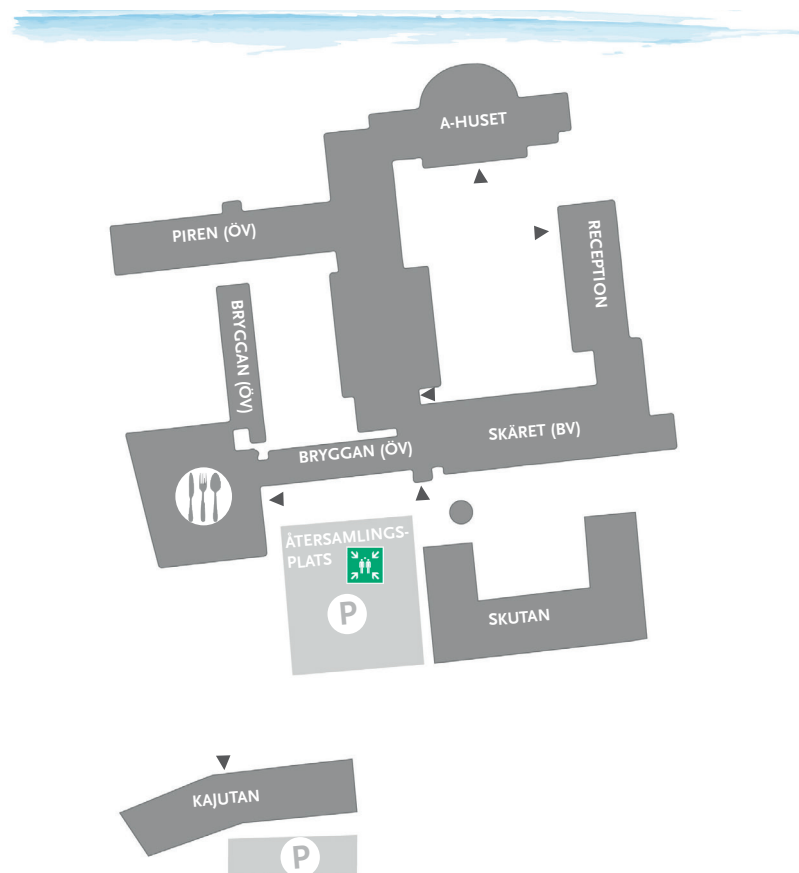 A-HUSET
PIREN (ÖV)
RECEPTION
BRYGGAN (ÖV)
SKÄRET (BV)
BRYGGAN (ÖV)
ÅTERSAMLINGS-
PLATS
P
SKUTAN
KAJUTAN
P